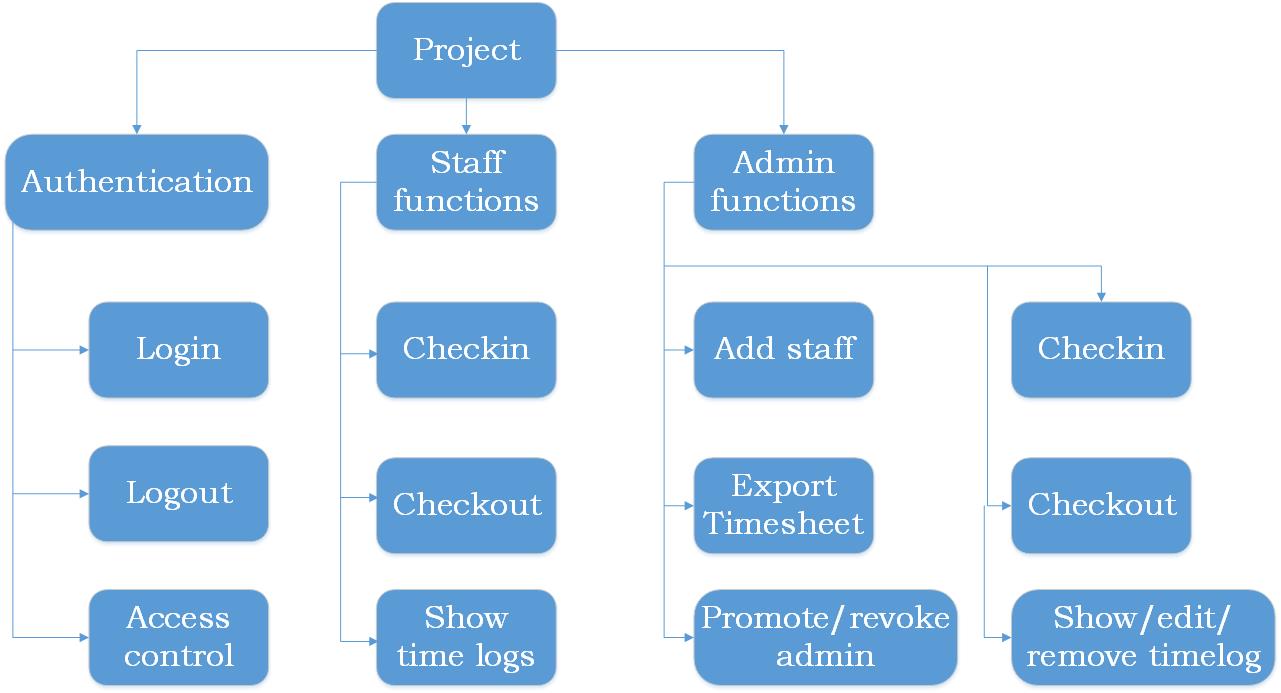 Project
Authentication
Staff
functions
Admin
functions
Login
Checkin
Add staff
Checkin
Logout
Checkout
Export
Timesheet
Checkout
Access
control
Show
time logs
Promote/revoke
admin
Show/edit/
remove timelog